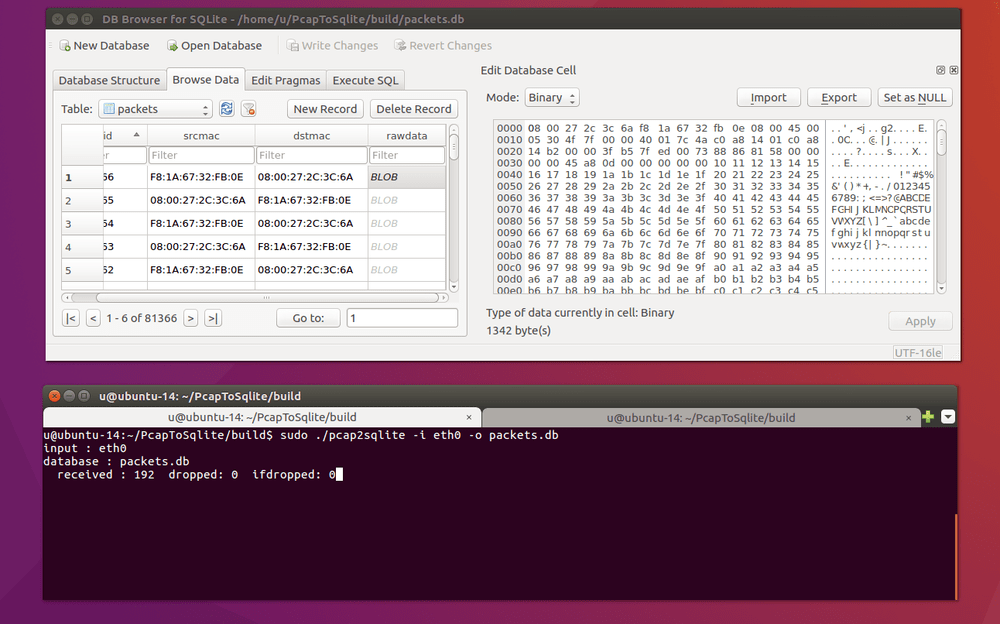 DB Browser for SQLite - /home/u/PcapToSqlite/build/packets.db
New Database Open Database Write Changes Revert Changes
Database Structure Browse Data Edit Pragmas Execute SQL
Table: packets New Record Delete Record
id srcmac dstmac rawdata
er Filter Filter Filter
1 66 F8:1A:67:32:FB:0E 08:00:27:2C:3C:6A BLOB
2 65 08:00:27:2C:3C:6A F8:1A:67:32:FB:0E BLOB
3 64 F8:1A:67:32:FB:0E 08:00:27:2C:3C:6A BLOB
4 63 08:00:27:2C:3C:6A F8:1A:67:32:FB:0E BLOB
5 62 F8:1A:67:32:FB:0E 08:00:27:2C:3C:6A BLOB
|< < 1 - 6 of 81366 > >| Go to: 1
Edit Database Cell
Mode: Binary Import Export Set as NULL
0000 08 00 27 2c 3c 6a f8 1a 67 32 fb 0e 08 00 45 00 ..',<j..g2....E.
0010 05 30 4f 7f 00 00 40 01 7c 4a c0 a8 14 01 c0 a8 .0O...@.|J......
0020 14 b2 00 00 3f b5 7f ed 00 73 88 86 81 58 00 00 ....?....s...X..
0030 00 00 45 a8 0d 00 00 00 00 00 10 11 12 13 14 15 ..E.............
0040 16 17 18 19 1a 1b 1c 1d 1e 1f 20 21 22 23 24 25 .......... !"#$%
0050 26 27 28 29 2a 2b 2c 2d 2e 2f 30 31 32 33 34 35 &'()*+,-./012345
0060 36 37 38 39 3a 3b 3c 3d 3e 3f 40 41 42 43 44 45 6789:;<=>?@ABCDE
0070 46 47 48 49 4a 4b 4c 4d 4e 4f 50 51 52 53 54 55 FGHIJKLMNOPQRSTU
0080 56 57 58 59 5a 5b 5c 5d 5e 5f 60 61 62 63 64 65 VWXYZ[\]^_`abcde
0090 66 67 68 69 6a 6b 6c 6d 6e 6f 70 71 72 73 74 75 fghijklmnopqrstu
00a0 76 77 78 79 7a 7b 7c 7d 7e 7f 80 81 82 83 84 85 vwxyz{|}~.......
00b0 86 87 88 89 8a 8b 8c 8d 8e 8f 90 91 92 93 94 95 ................
00c0 96 97 98 99 9a 9b 9c 9d 9e 9f a0 a1 a2 a3 a4 a5 ................
00d0 a6 a7 a8 a9 aa ab ac ad ae af b0 b1 b2 b3 b4 b5 ................
00e0 b6 b7 b8 b9 ba bb bc bd be bf c0 c1 c2 c3 c4 c5 ................
Type of data currently in cell: Binary
1342 byte(s)
Apply
UTF-16le
u@ubuntu-14: ~/PcapToSqlite/build
u@ubuntu-14: ~/PcapToSqlite/build × u@ubuntu-14: ~/PcapToSqlite/build ×
u@ubuntu-14:~/PcapToSqlite/build$ sudo ./pcap2sqlite -i eth0 -o packets.db
input : eth0
database : packets.db
received : 192 dropped: 0 ifdropped: 0